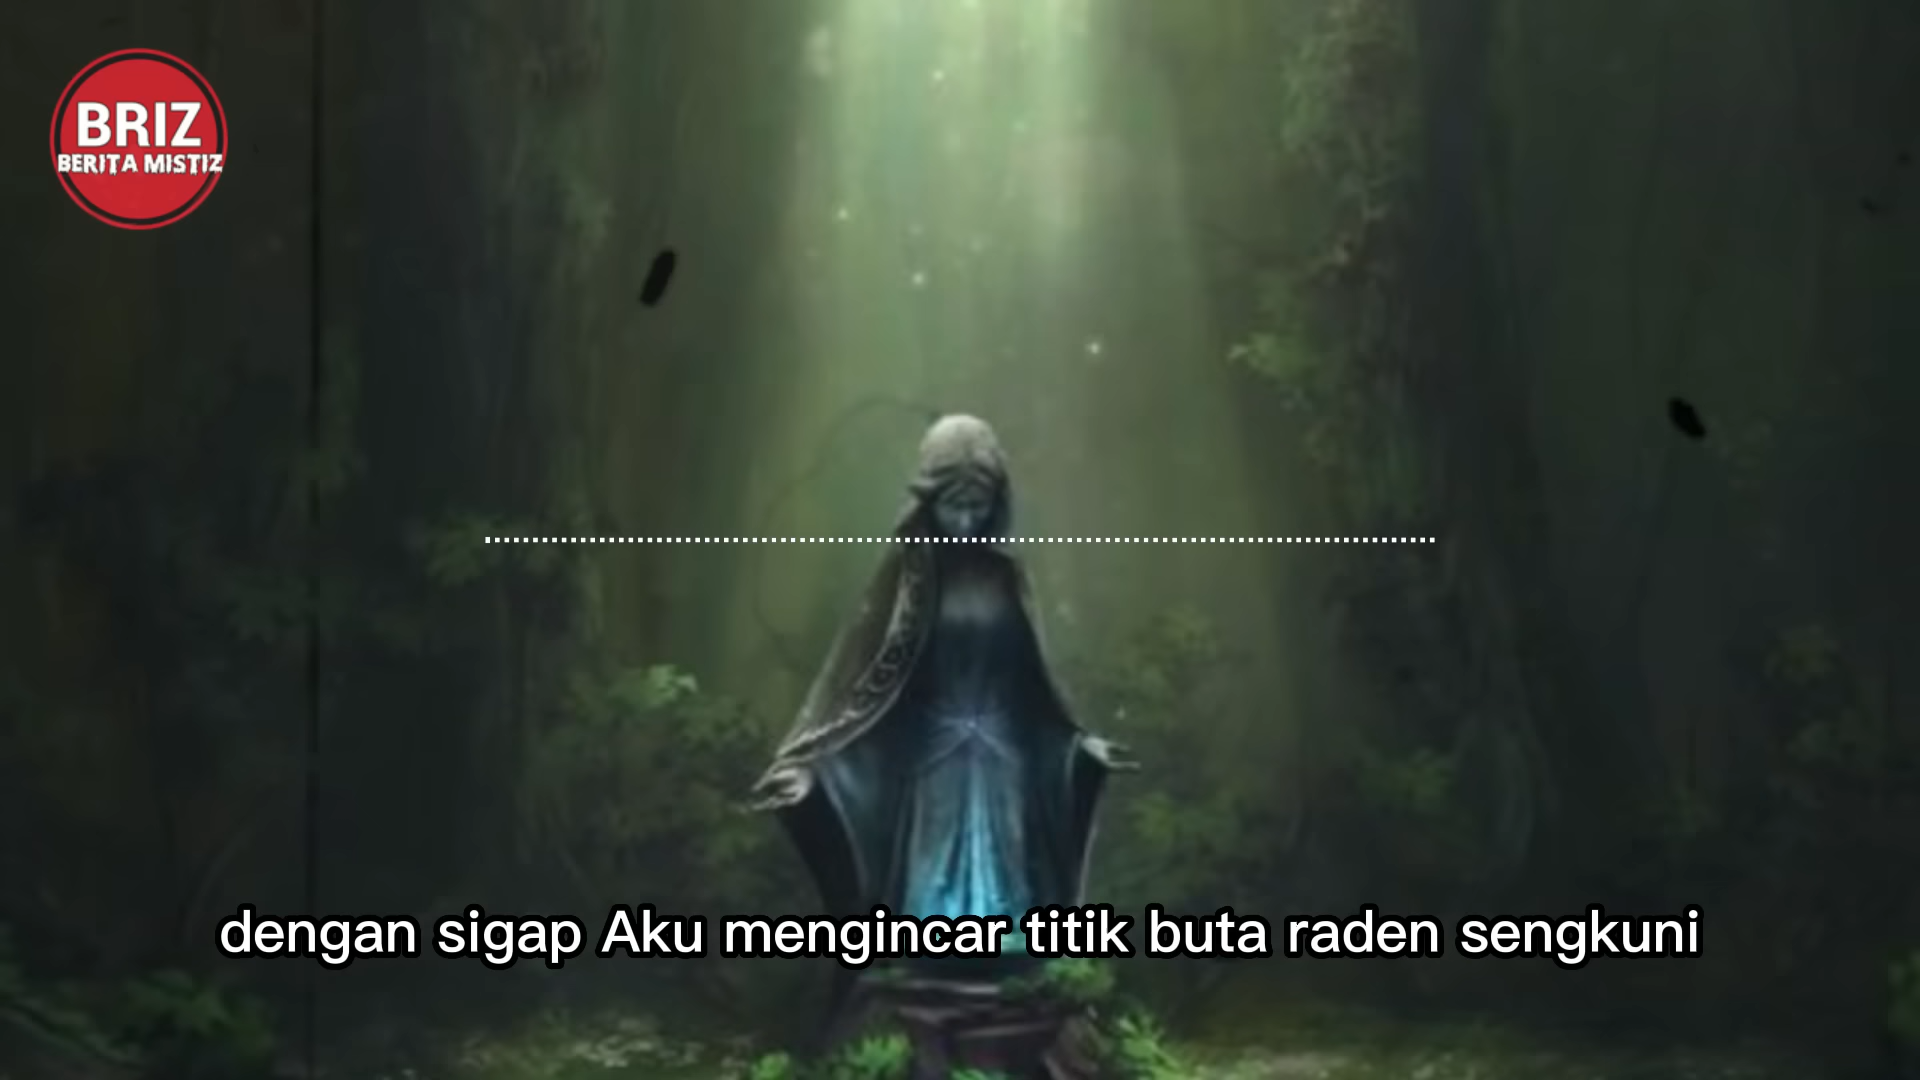 BRIZ
BERITA MISTIZ
dengan sigap Aku mengincar titik buta raden sengkuni